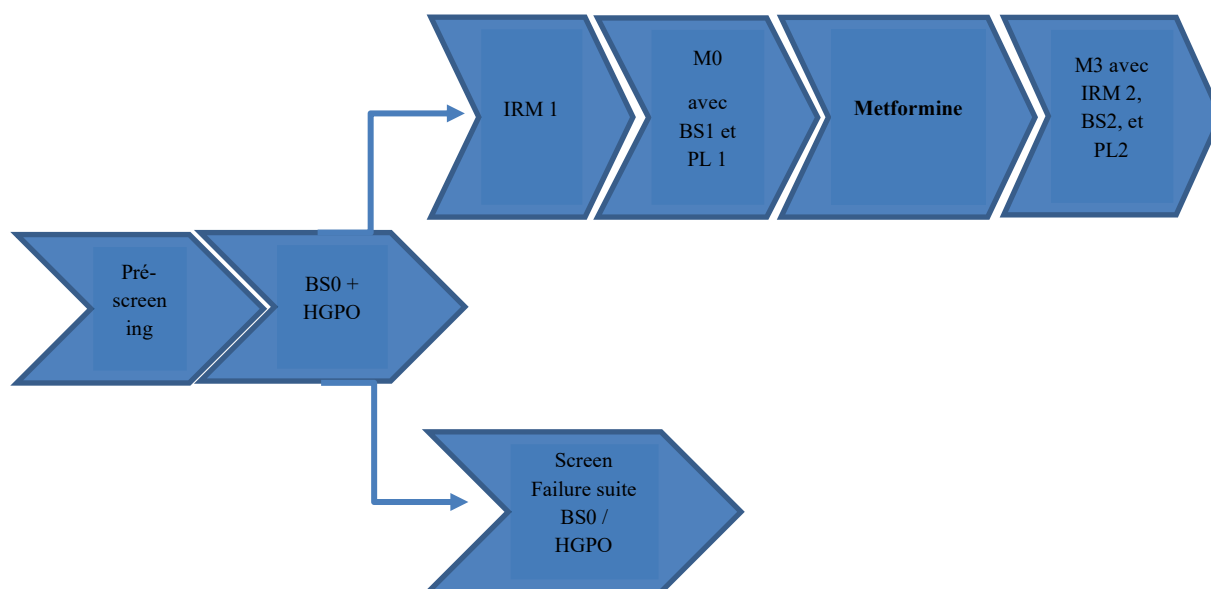 IRM 1
M0
avec
BS1 et
PL 1
Metformine
M3 avec
IRM 2,
BS2, et
PL2
Pré-
screen
ing
BS0 +
HGPO
Screen
Failure suite
BS0 /
HGPO